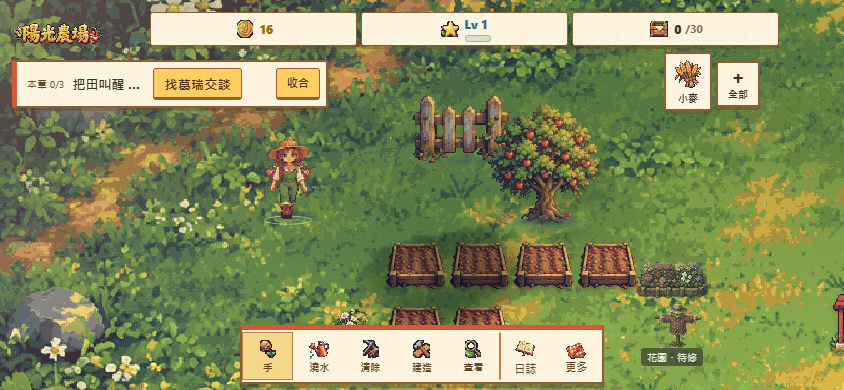 陽光農場
16
Lv 1
0 /30
本章 0/3 把田叫醒 ... 找葛瑞交談 收合
小麥
+
全部
花圃 · 待修
手 澆水 清除 建造 查看 日誌 更多